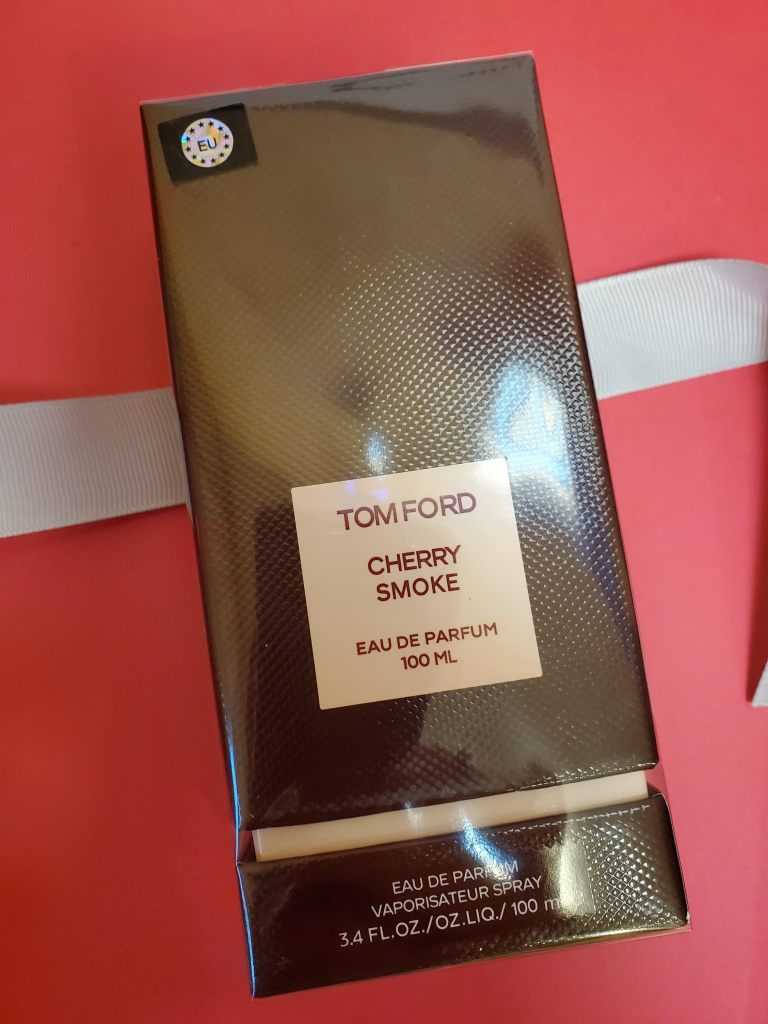 EU
TOM FORD
CHERRY
SMOKE
EAU DE PARFUM
100 ML
EAU DE PARFUM
VAPORISATEUR SPRAY
3.4 FL.OZ./OZ.LIQ./ 100 m